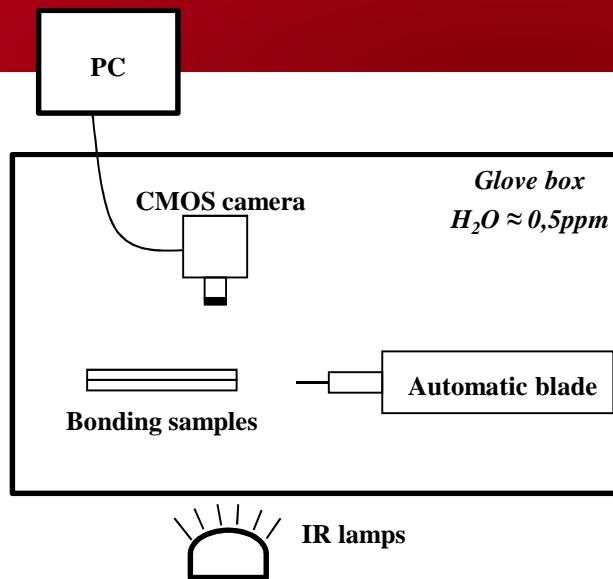 PC
Glove box
H₂O ≈ 0,5ppm
CMOS camera
Automatic blade
Bonding samples
IR lamps